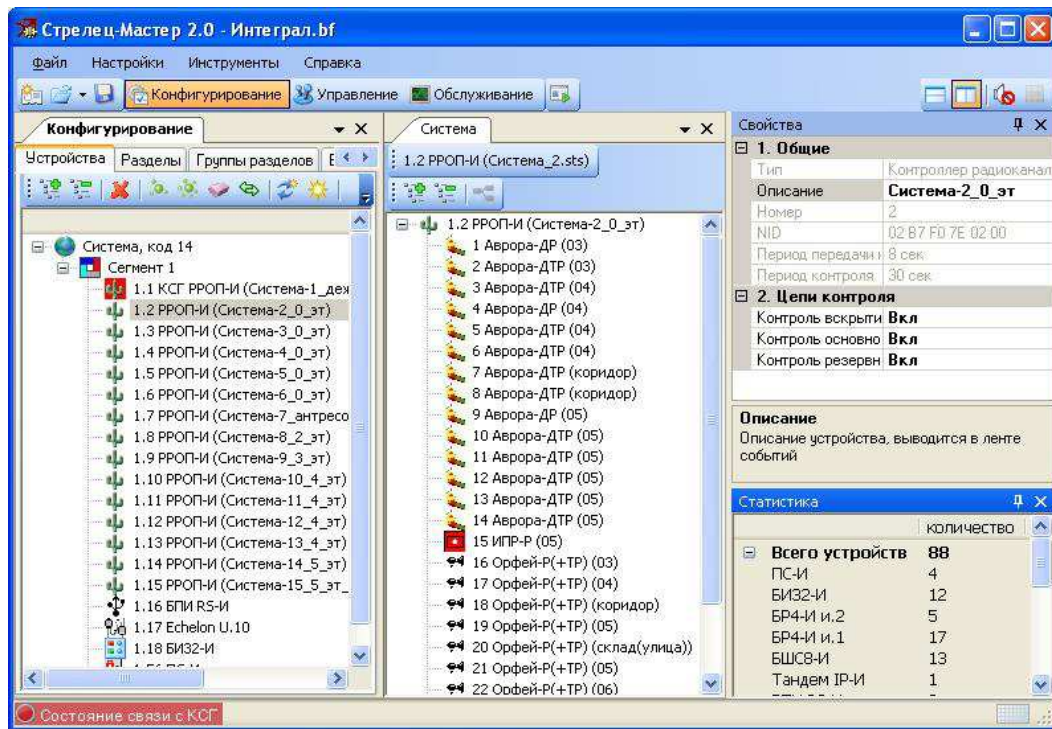 Стрелец-Мастер 2.0 - Интеграл.bf
Файл Настройки Инструменты Справка
Конфигурирование Управление Обслуживание
Конфигурирование
Устройства Разделы Группы разделов
Система, код 14
Сегмент 1
1.1 КСГ РРОП-И (Система-1_деж
1.2 РРОП-И (Система-2_0_эт)
1.3 РРОП-И (Система-3_0_эт)
1.4 РРОП-И (Система-4_0_эт)
1.5 РРОП-И (Система-5_0_эт)
1.6 РРОП-И (Система-6_0_эт)
1.7 РРОП-И (Система-7_антресо
1.8 РРОП-И (Система-8_2_эт)
1.9 РРОП-И (Система-9_3_эт)
1.10 РРОП-И (Система-10_4_эт)
1.11 РРОП-И (Система-11_4_эт)
1.12 РРОП-И (Система-12_4_эт)
1.13 РРОП-И (Система-13_4_эт)
1.14 РРОП-И (Система-14_5_эт)
1.15 РРОП-И (Система-15_5_эт_
1.16 БПИ RS-И
1.17 Echelon U.10
1.18 БИ32-И
Система
1.2 РРОП-И (Система_2.sts)
1.2 РРОП-И (Система-2_0_эт)
1 Аврора-ДР (03)
2 Аврора-ДТР (03)
3 Аврора-ДТР (04)
4 Аврора-ДР (04)
5 Аврора-ДТР (04)
6 Аврора-ДТР (04)
7 Аврора-ДТР (коридор)
8 Аврора-ДТР (коридор)
9 Аврора-ДР (05)
10 Аврора-ДТР (05)
11 Аврора-ДТР (05)
12 Аврора-ДТР (05)
13 Аврора-ДТР (05)
14 Аврора-ДТР (05)
15 ИПР-Р (05)
16 Орфей-Р(+ТР) (03)
17 Орфей-Р(+ТР) (04)
18 Орфей-Р(+ТР) (коридор)
19 Орфей-Р(+ТР) (05)
20 Орфей-Р(+ТР) (склад(улица))
21 Орфей-Р(+ТР) (05)
22 Орфей-Р(+ТР) (06)
Свойства
1. Общие
Тип Контроллер радиоканал
Описание Система-2_0_эт
Номер 2
NID 02 B7 F0 7E 02 00
Период передачи 8 сек
Период контроля 30 сек
2. Цепи контроля
Контроль вскрыти Вкл
Контроль основно Вкл
Контроль резервн Вкл
Описание
Описание устройства, выводится в ленте
событий
Статистика
количество
Всего устройств 88
ПС-И 4
БИ32-И 12
БР4-И и.2 5
БР4-И и.1 17
БШС8-И 13
Тандем IP-И 1
Состояние связи с КСГ